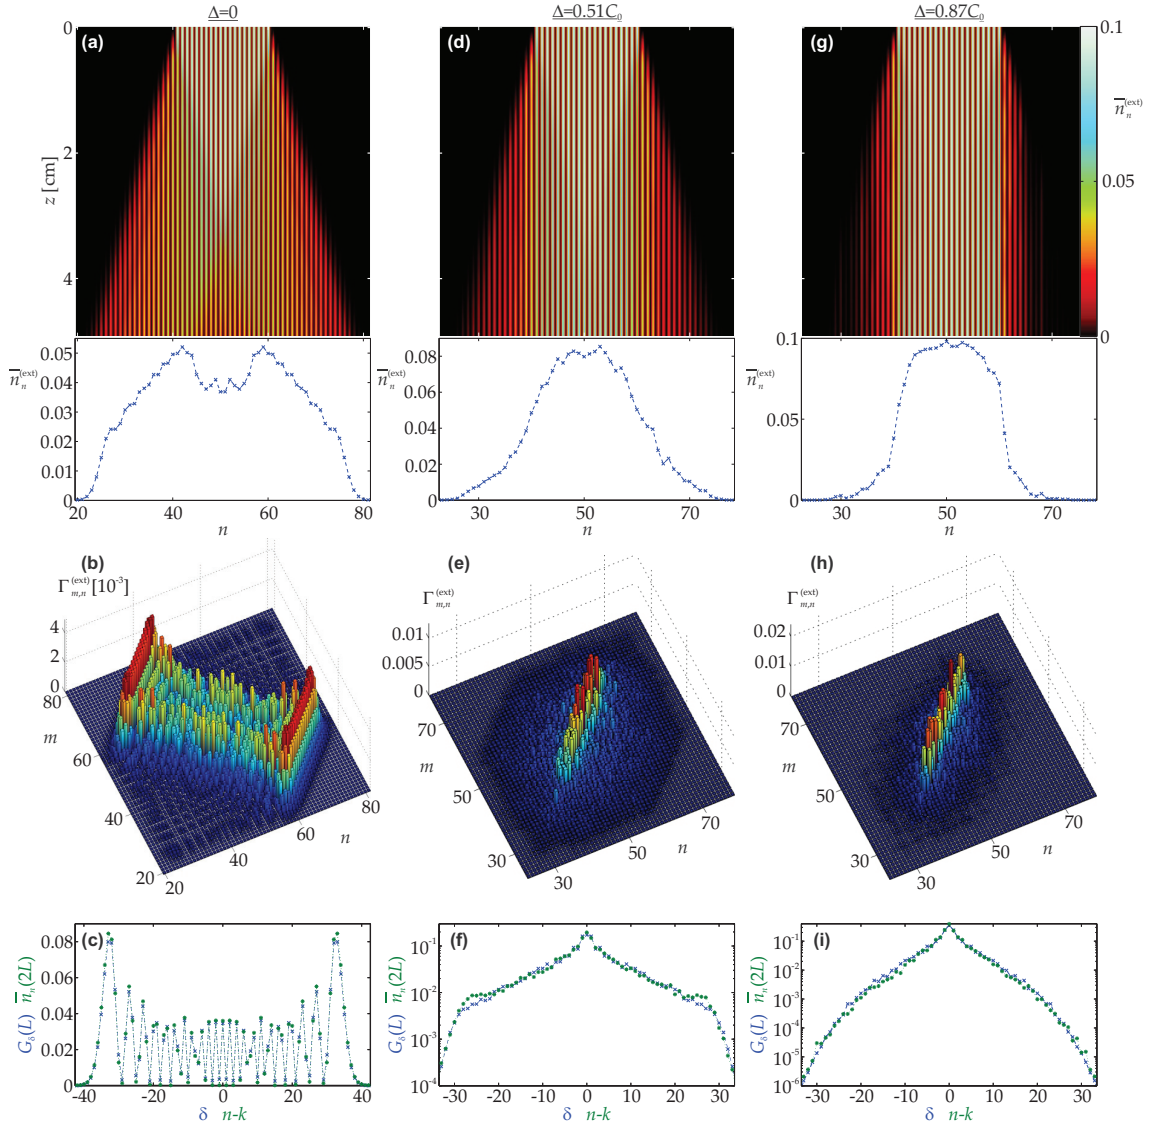 Δ=0
Δ=0.51C₀
Δ=0.87C₀
(a)
(d)
(g)
0
2
4
z [cm]
30 50 70
30 50 70
0.1
0.05
0
n̅ₙ⁽ᵉˣᵗ⁾
0.05
0.04
0.03
0.02
0.01
0
n̅ₙ⁽ᵉˣᵗ⁾
20 40 60 80
n
0.08
0.06
0.04
0.02
0
n̅ₙ⁽ᵉˣᵗ⁾
30 50 70
n
0.1
0.05
0
n̅ₙ⁽ᵉˣᵗ⁾
30 50 70
n
(b)
Γm,n(ext) [10⁻³]
4
2
0
80
60
40
20
m
20
40
60
80
n
(e)
Γm,n(ext)
0.01
0.005
0
70
50
30
m
30
50
70
n
(h)
Γm,n(ext)
0.02
0.01
0
70
50
30
m
30
50
70
n
(c)
Gδ(L) n̅ₙ(2L)
0.08
0.06
0.04
0.02
0
-40 -20 0 20 40
δ n-k
(f)
Gδ(L) n̅ₙ(2L)
10⁻¹
10⁻²
10⁻³
10⁻⁴
-30 -20 -10 0 10 20 30
δ n-k
(i)
Gδ(L) n̅ₙ(2L)
10⁻¹
10⁻²
10⁻³
10⁻⁴
10⁻⁵
10⁻⁶
-30 -20 -10 0 10 20 30
δ n-k